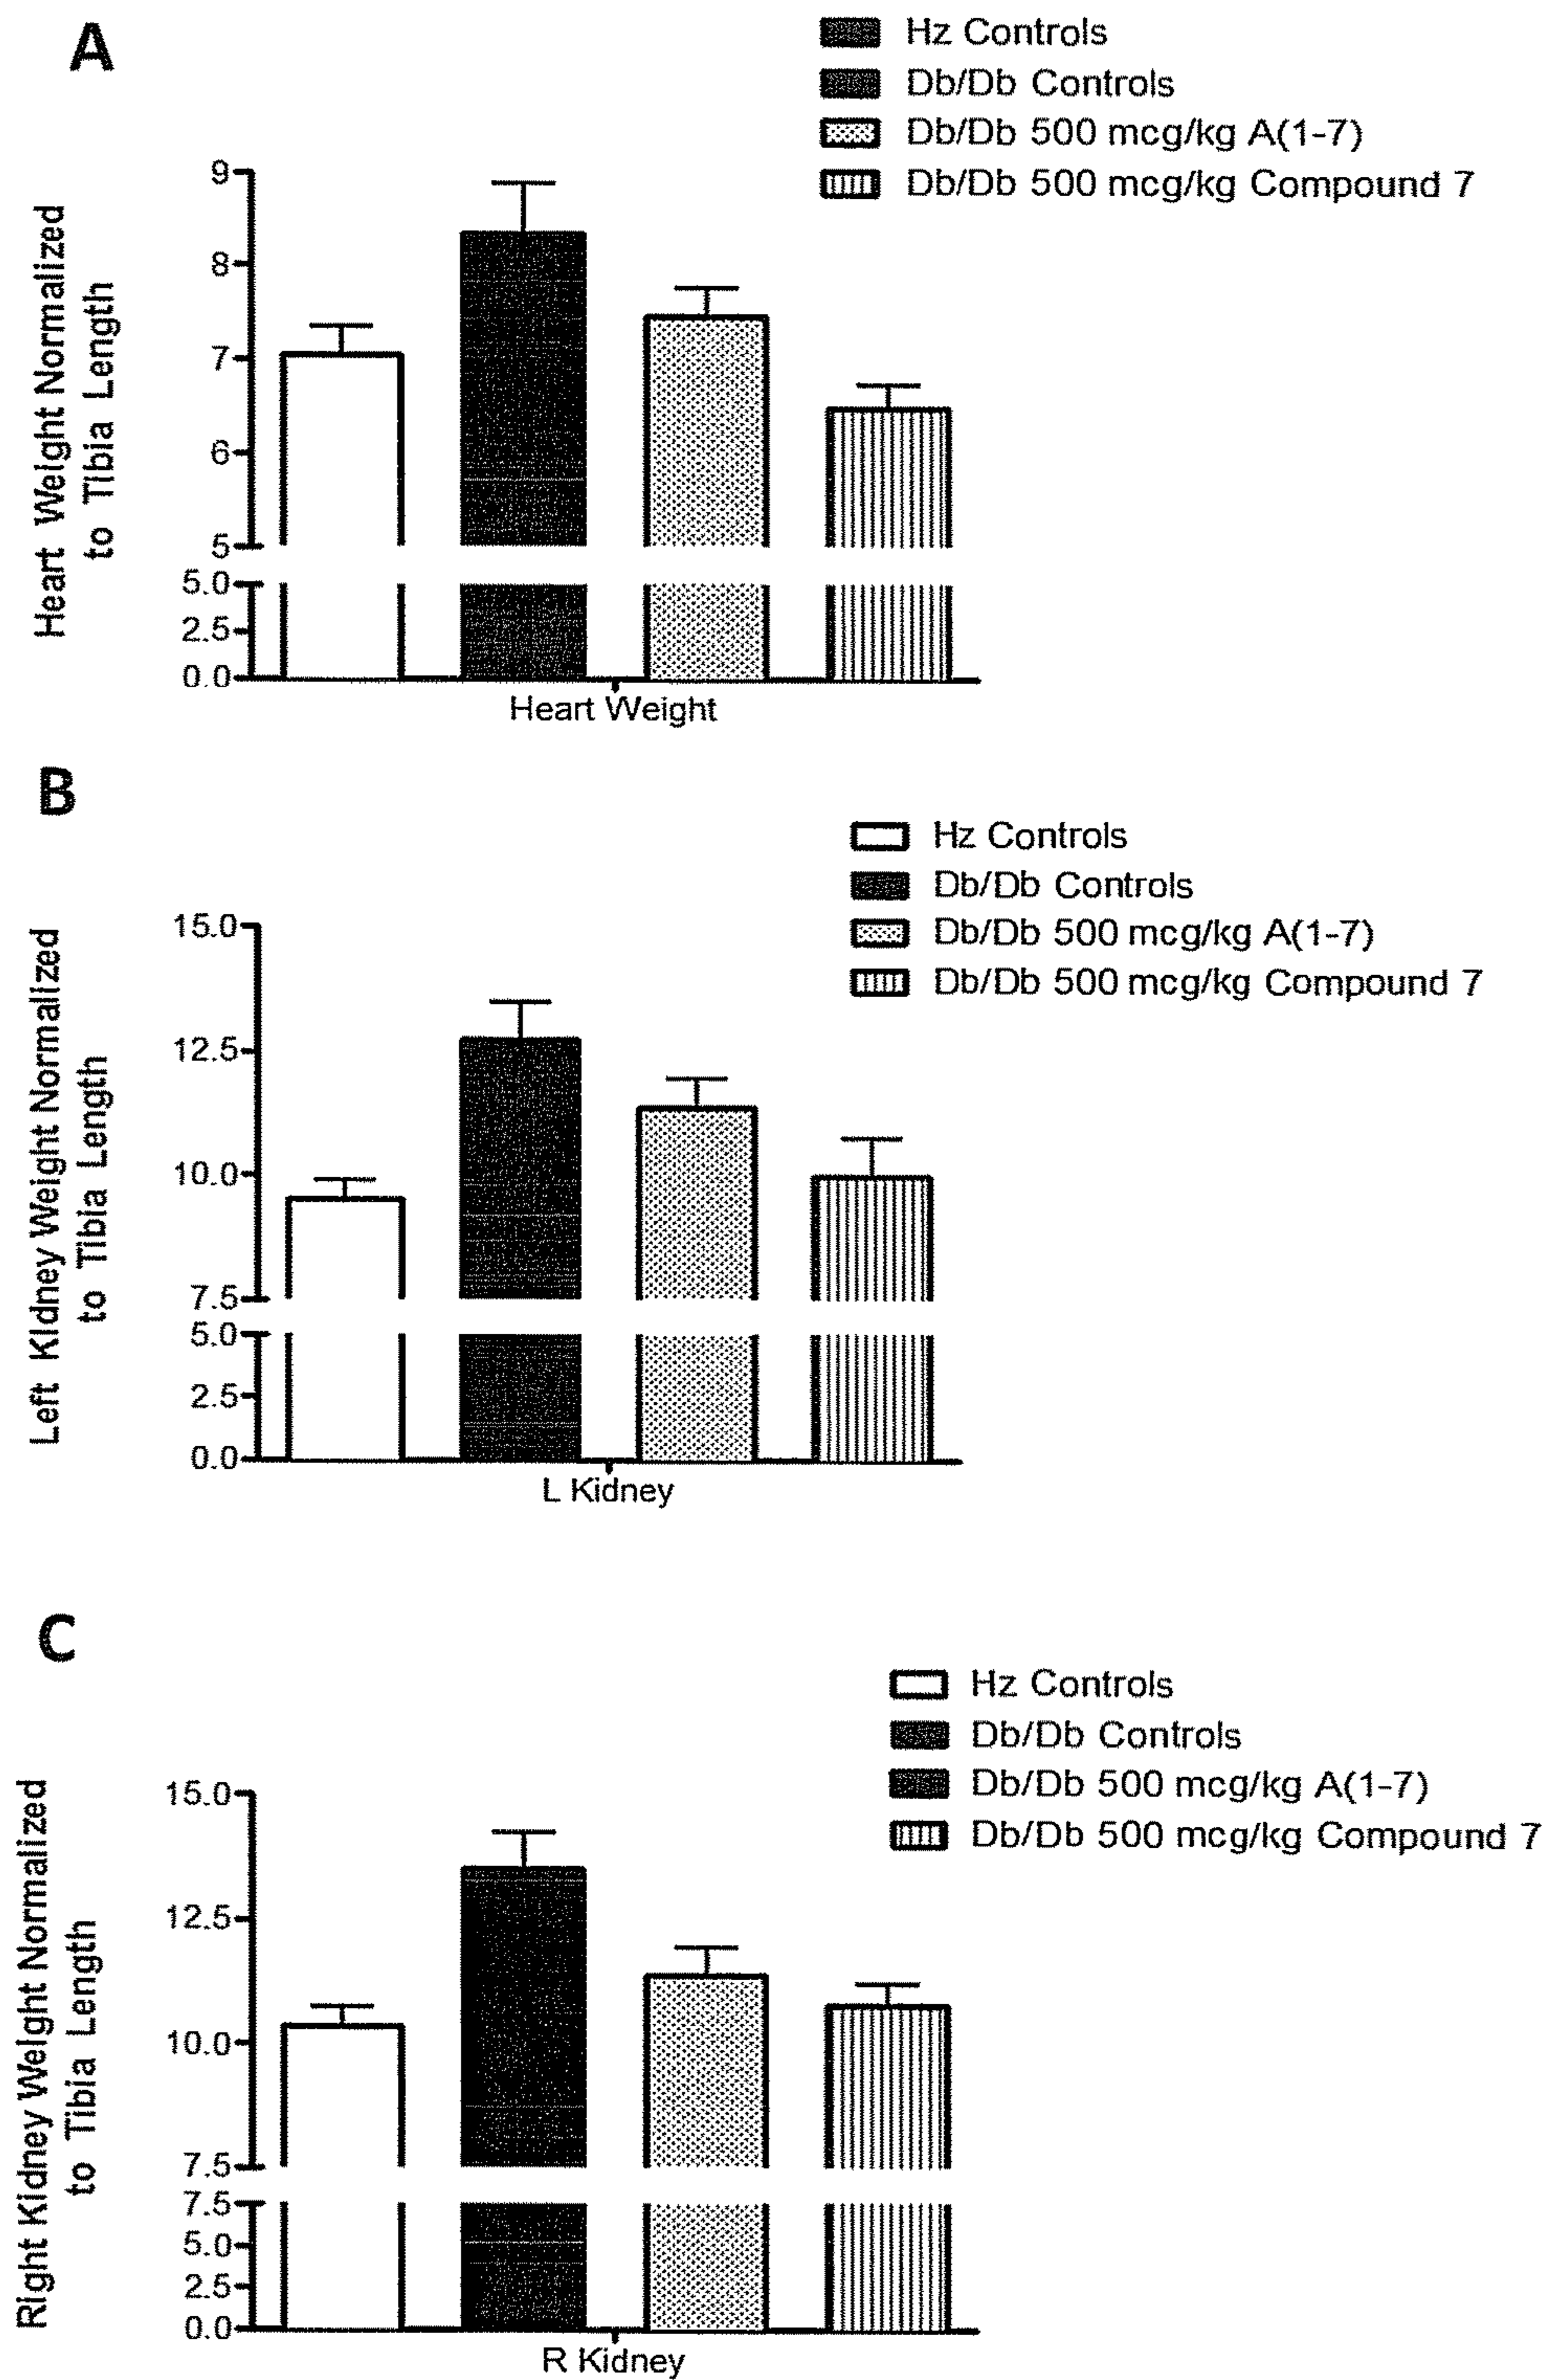 A
Hz Controls
Db/Db Controls
Db/Db 500 mcg/kg A(1-7)
Db/Db 500 mcg/kg Compound 7
Heart Weight Normalized
to Tibia Length
9
8
7
6
5
5.0
2.5
0.0
Heart Weight
B
Hz Controls
Db/Db Controls
Db/Db 500 mcg/kg A(1-7)
Db/Db 500 mcg/kg Compound 7
Left Kidney Weight Normalized
to Tibia Length
15.0
12.5
10.0
7.5
5.0
2.5
0.0
L Kidney
C
Hz Controls
Db/Db Controls
Db/Db 500 mcg/kg A(1-7)
Db/Db 500 mcg/kg Compound 7
Right Kidney Weight Normalized
to Tibia Length
15.0
12.5
10.0
7.5
7.5
5.0
2.5
0.0
R Kidney